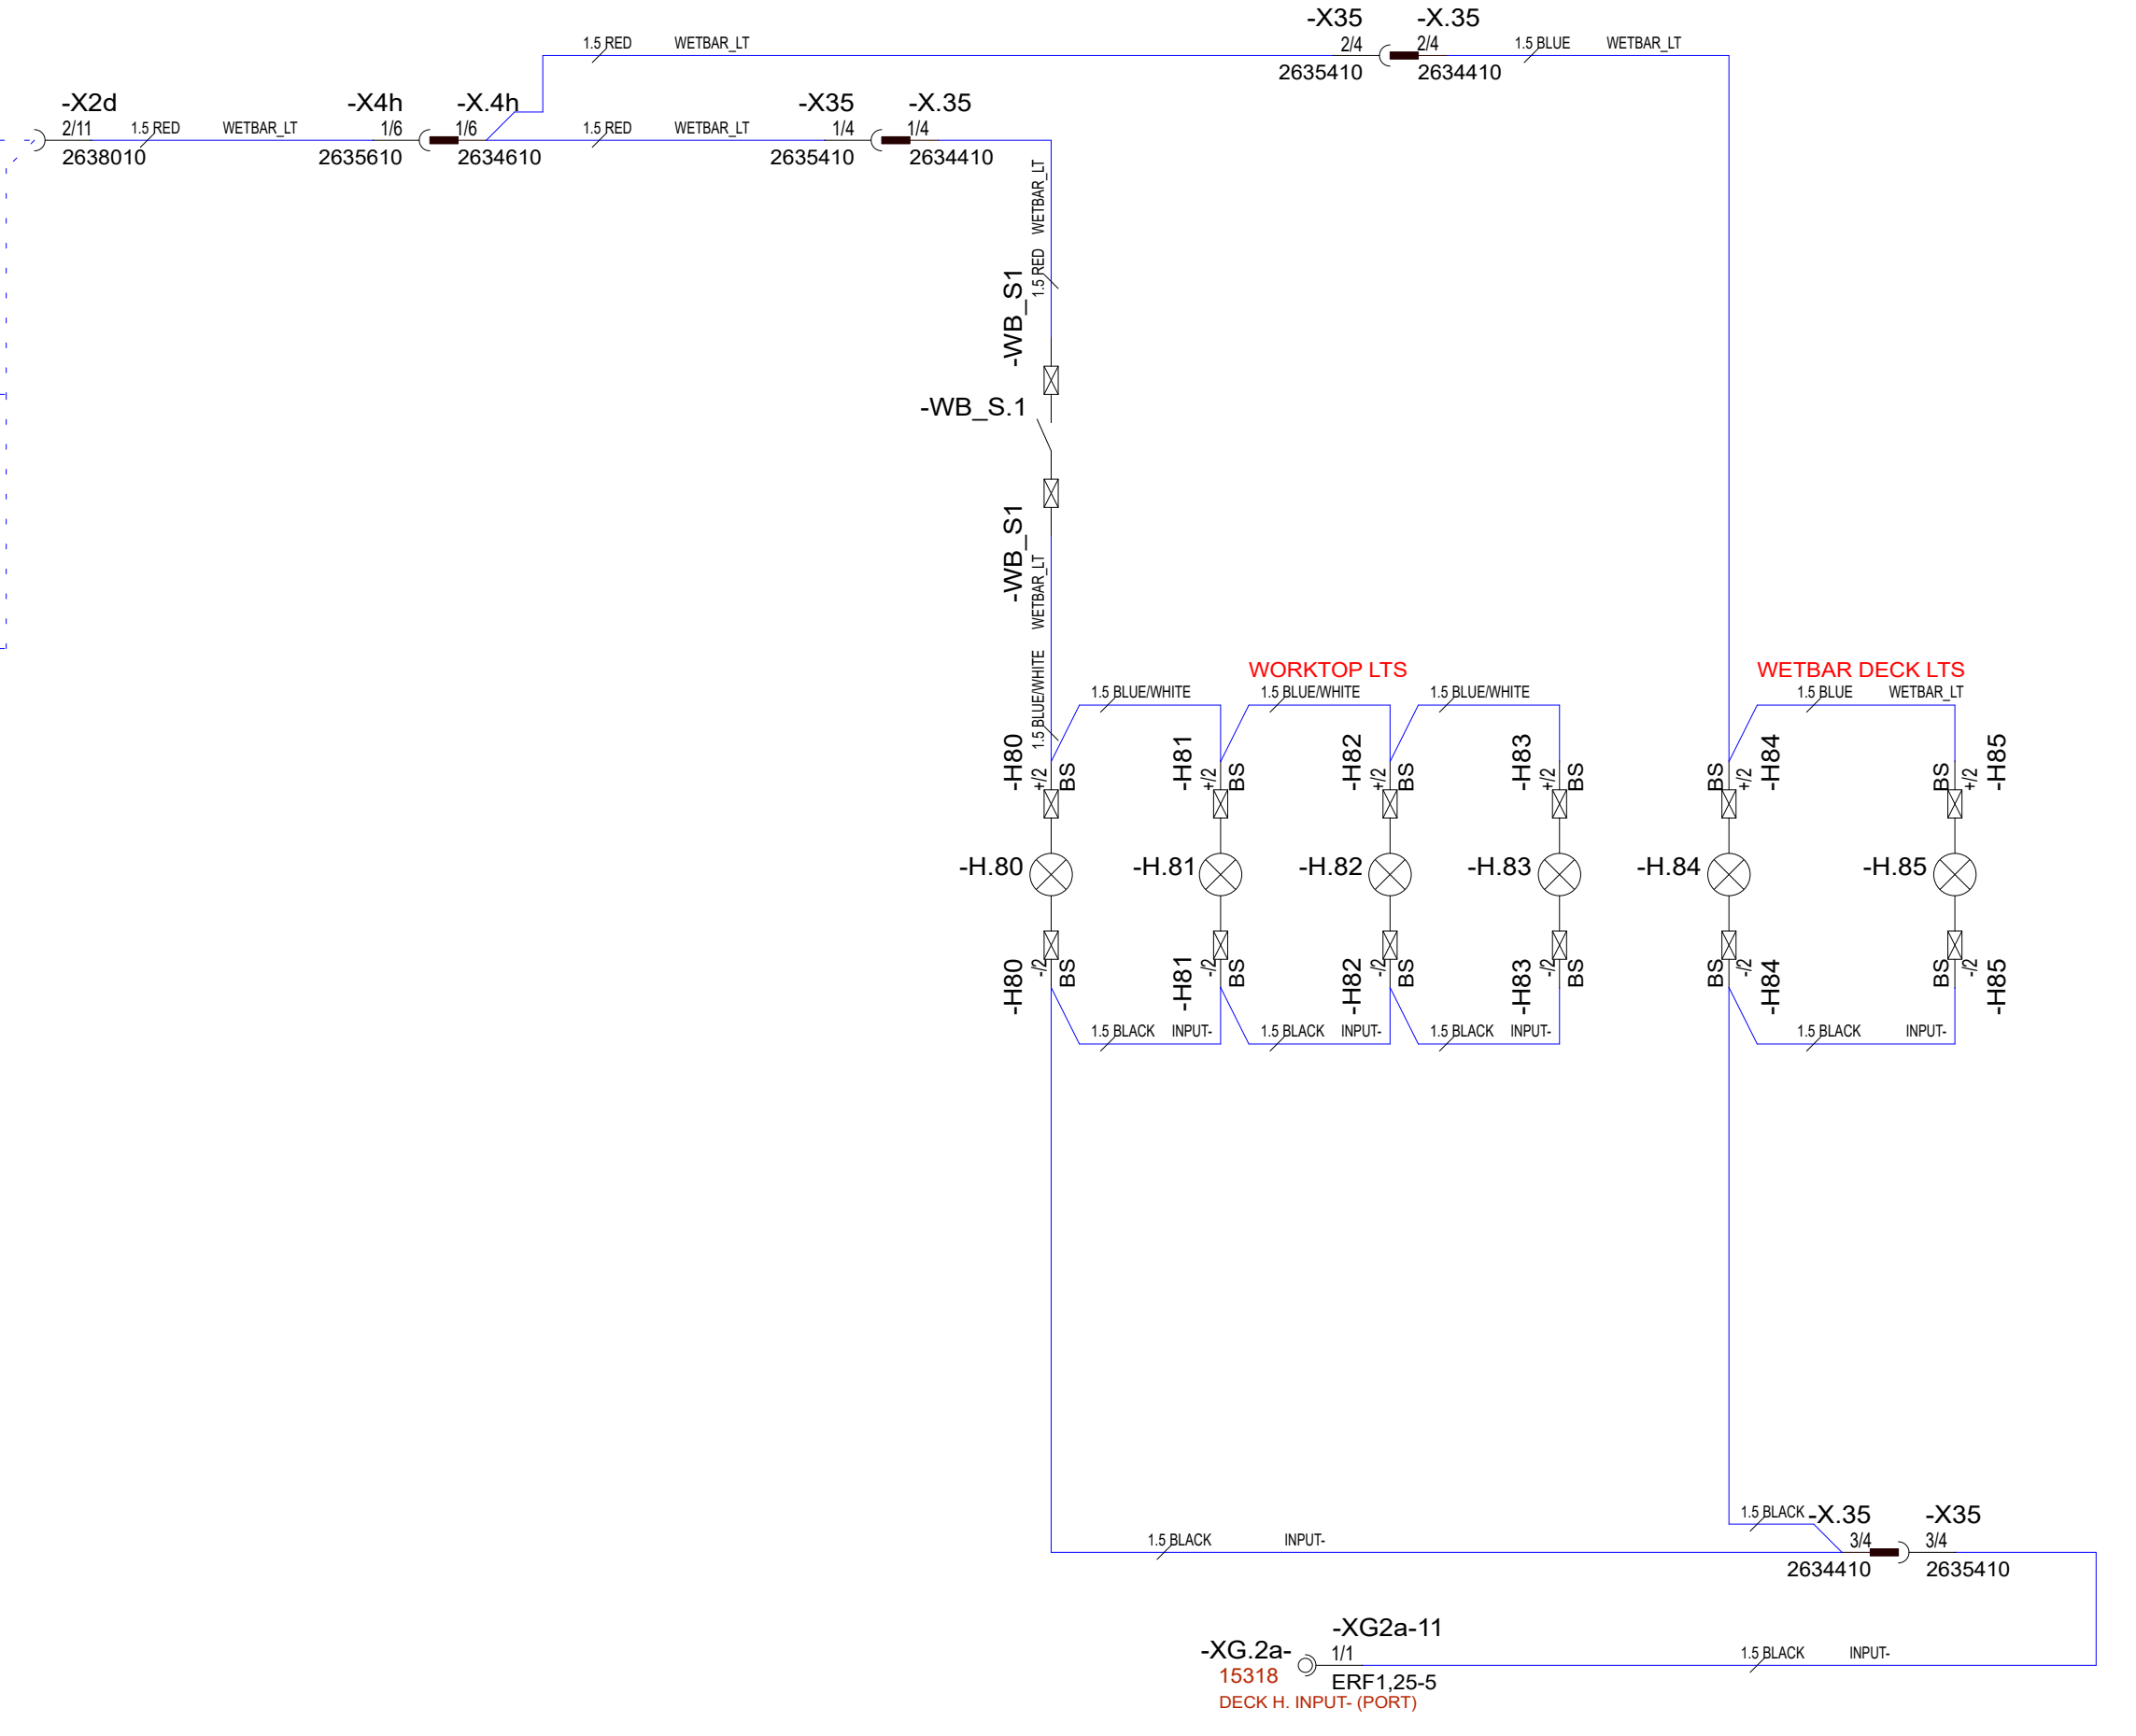 -X35 -X.35
1.5 RED WETBAR_LT 2/4 2/4 1.5 BLUE WETBAR_LT
2635410 2634410
-X2d -X4h -X.4h -X35 -X.35
2/11 1.5 RED WETBAR_LT 1/6 1/6 1.5 RED WETBAR_LT 1/4 1/4
2638010 2635610 2634610 2635410 2634410
1.5 RED WETBAR_LT
-WB_S1
-WB_S.1
-WB_S1
1.5 BLUE/WHITE WETBAR_LT
WORKTOP LTS WETBAR DECK LTS
1.5 BLUE/WHITE 1.5 BLUE/WHITE 1.5 BLUE/WHITE 1.5 BLUE WETBAR_LT
-H80 +/2 BS -H81 +/2 BS -H82 +/2 BS -H83 +/2 BS BS +/2 -H84 BS +/2 -H85
-H.80 -H.81 -H.82 -H.83 -H.84 -H.85
-H80 -/2 BS -H81 -/2 BS -H82 -/2 BS -H83 -/2 BS BS -/2 -H84 BS -/2 -H85
1.5 BLACK INPUT- 1.5 BLACK INPUT- 1.5 BLACK INPUT- 1.5 BLACK INPUT-
1.5 BLACK -X.35 -X35
1.5 BLACK INPUT- 3/4 3/4
2634410 2635410
-XG2a-11
-XG.2a- 1/1 1.5 BLACK INPUT-
15318 ERF1,25-5
DECK H. INPUT- (PORT)